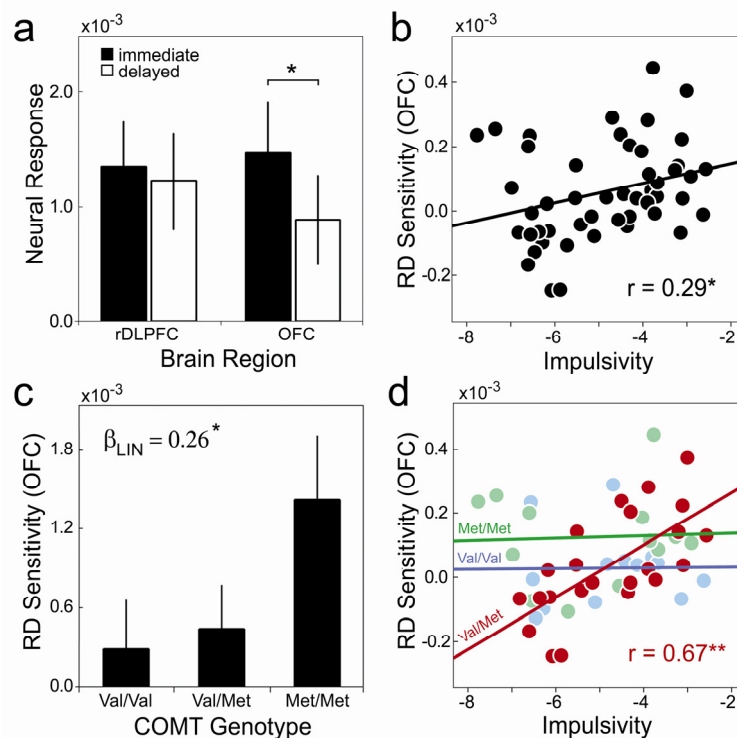 a
x10⁻³
immediate
delayed
*
2.0
1.0
0.0
Neural Response
rDLPFC
OFC
Brain Region
b
x10⁻³
0.4
0.2
0.0
-0.2
RD Sensitivity (OFC)
r = 0.29*
-8
-6
-4
-2
Impulsivity
c
x10⁻³
βLIN = 0.26*
1.8
1.2
0.6
0.0
RD Sensitivity (OFC)
Val/Val
Val/Met
Met/Met
COMT Genotype
d
x10⁻³
0.4
0.2
0.0
-0.2
RD Sensitivity (OFC)
Met/Met
Val/Val
Val/Met
r = 0.67**
-8
-6
-4
-2
Impulsivity